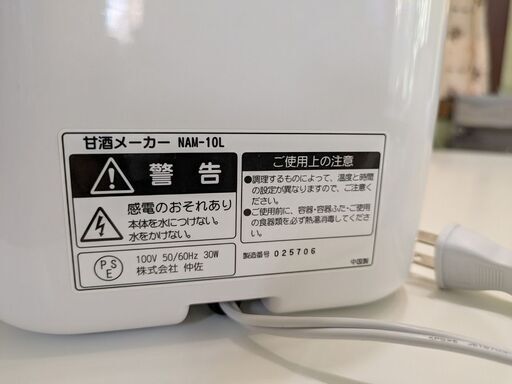 甘酒メーカー NAM-10L
警告
感電のおそれあり
本体を水につけない。
水をかけない。
PSE
100V 50/60Hz 30W
株式会社 仲佐
ご使用上の注意
●調理するものによって、温度と時間
の設定が異なりますので、ご注意く
ださい。
●ご使用前に、容器・容器ふた・ご使用
の食器類を必ず熱湯消毒してくださ
い。
製造番号 025706
中国製